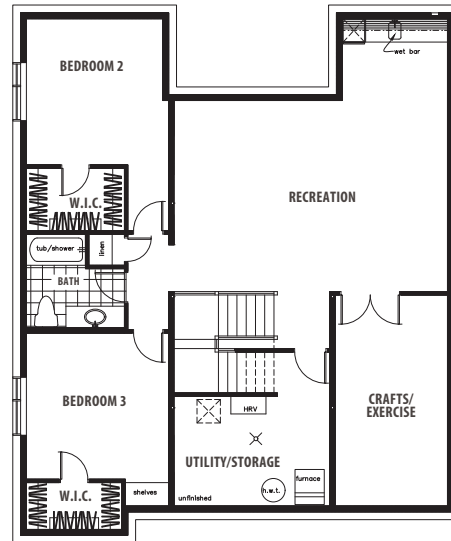 BEDROOM 2
wet bar
RECREATION
W.I.C.
tub/shower
linen
BATH
BEDROOM 3
CRAFTS/
EXERCISE
HRV
UTILITY/STORAGE
furnace
h.w.t.
W.I.C.
shelves
unfinished